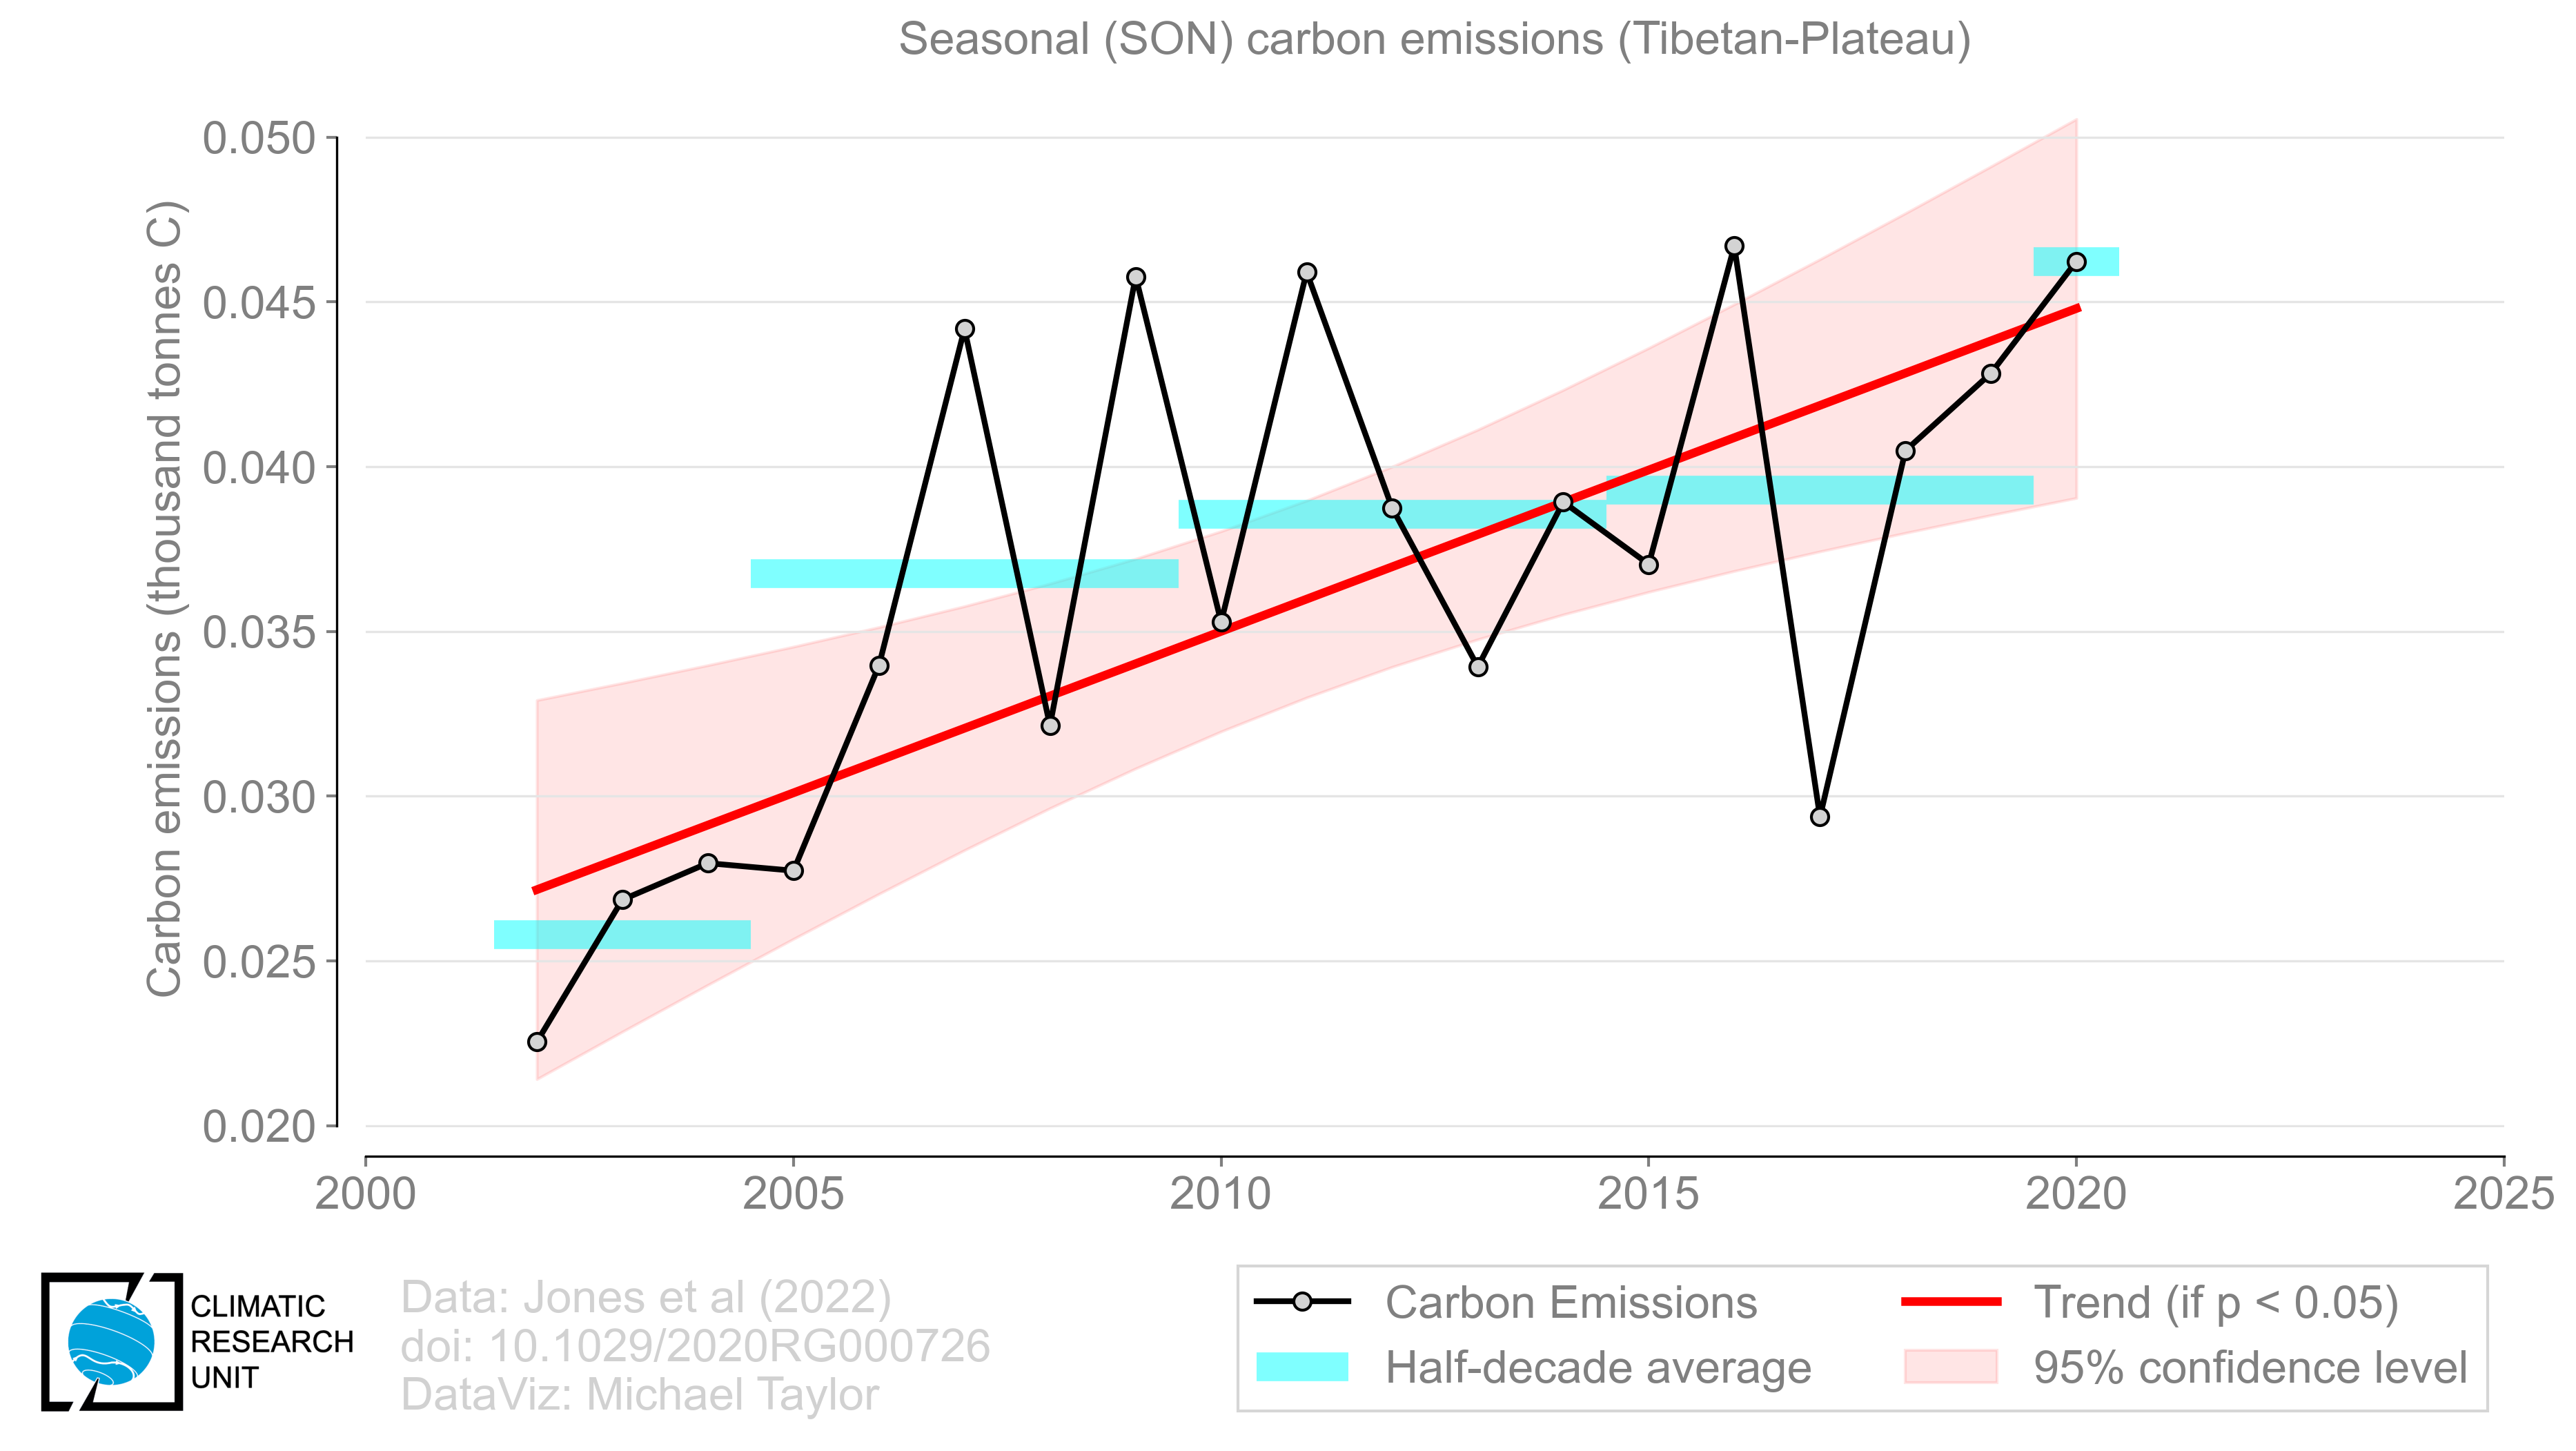 Seasonal (SON) carbon emissions (Tibetan-Plateau)
Carbon emissions (thousand tonnes C)
0.050
0.045
0.040
0.035
0.030
0.025
0.020
2000
2005
2010
2015
2020
2025
CLIMATIC
RESEARCH
UNIT
Data: Jones et al (2022)
doi: 10.1029/2020RG000726
DataViz: Michael Taylor
Carbon Emissions
Half-decade average
Trend (if p < 0.05)
95% confidence level